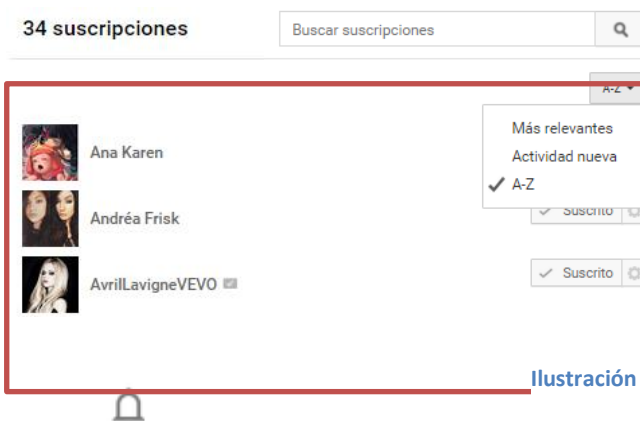 34 suscripciones
Buscar suscripciones
A-Z
Más relevantes
Ana Karen
Actividad nueva
A-Z
Andréa Frisk
Suscrito
AvrilLavigneVEVO
Suscrito
Ilustración